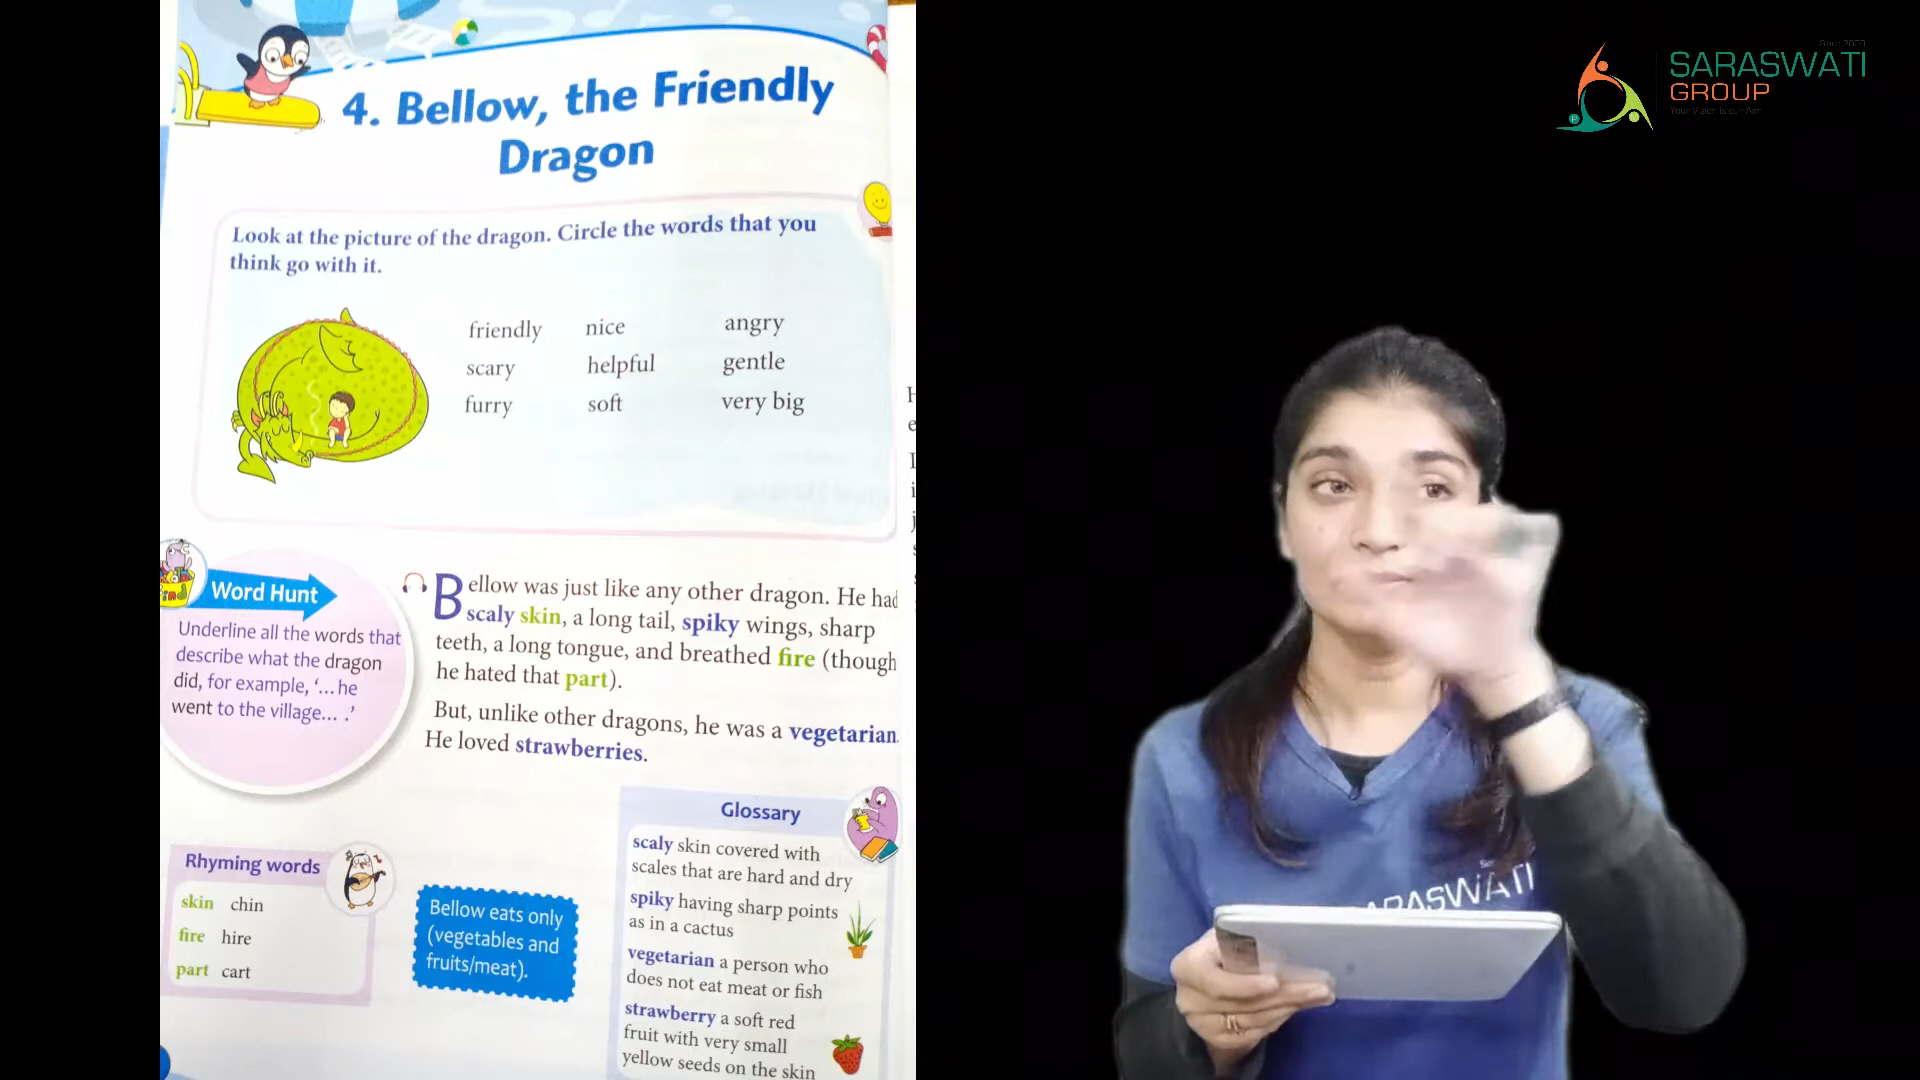 4. Bellow, the Friendly
Dragon
Look at the picture of the dragon. Circle the words that you
think go with it.
friendly nice angry
scary helpful gentle
furry soft very big
Word Hunt
Underline all the words that
describe what the dragon
did, for example, ‘...he
went to the village... .’
Bellow was just like any other dragon. He had
scaly skin, a long tail, spiky wings, sharp
teeth, a long tongue, and breathed fire (though
he hated that part).
But, unlike other dragons, he was a vegetarian.
He loved strawberries.
Rhyming words
skin chin
fire hire
part cart
Bellow eats only
(vegetables and
fruits/meat).
Glossary
scaly skin covered with
scales that are hard and dry
spiky having sharp points
as in a cactus
vegetarian a person who
does not eat meat or fish
strawberry a soft red
fruit with very small
yellow seeds on the skin
SARASWATI
GROUP
Your Vision is our Aim
SARASWATI